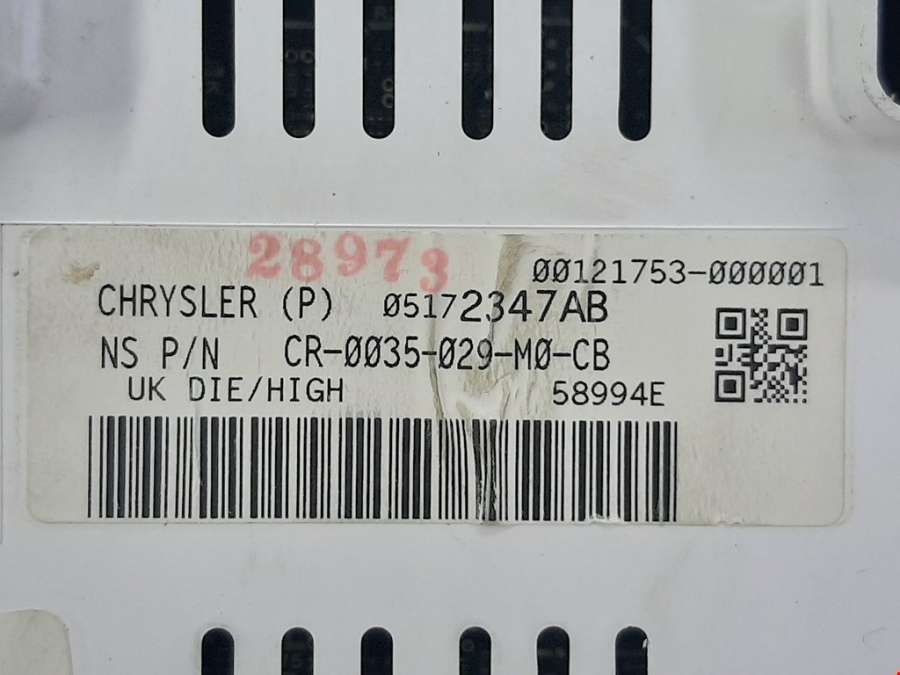 28973
00121753-000001
CHRYSLER (P) 05172347AB
NS P/N CR-0035-029-M0-CB
UK DIE/HIGH 58994E